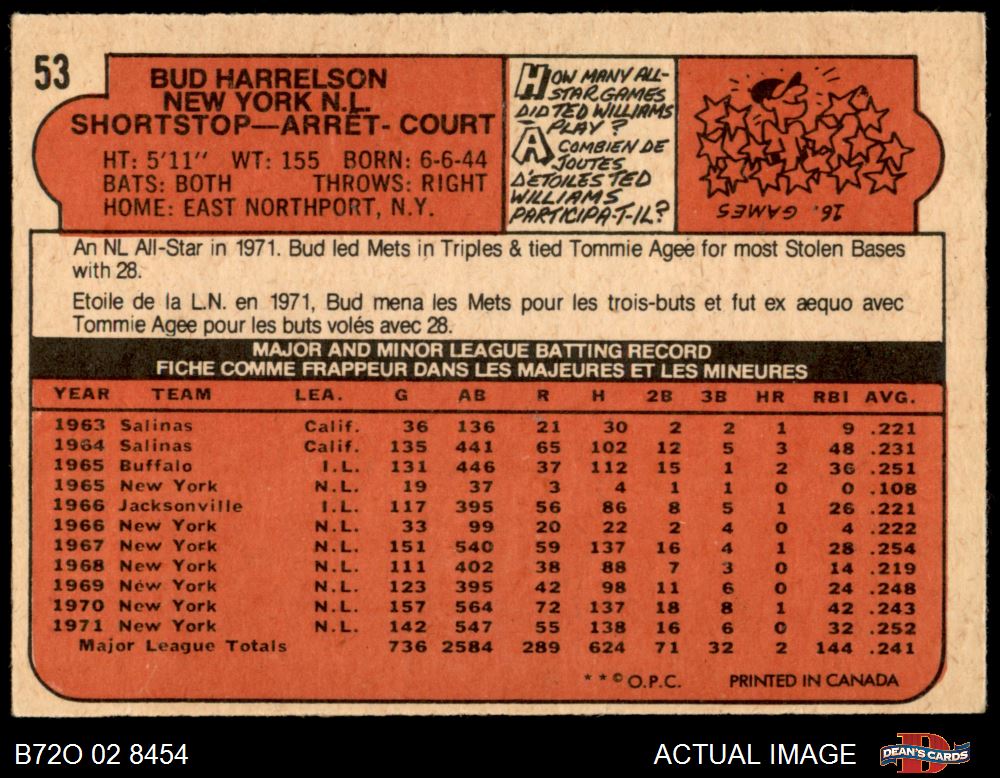 53
BUD HARRELSON
NEW YORK N.L.
SHORTSTOP—ARRÊT- COURT
HT: 5'11" WT: 155 BORN: 6-6-44
BATS: BOTH THROWS: RIGHT
HOME: EAST NORTHPORT, N.Y.
HOW MANY ALL-
STAR GAMES
DID TED WILLIAMS
PLAY?
À COMBIEN DE
JOUTES
D'ETOILES TED
WILLIAMS
PARTICIPA-T-IL?
16. GAMES
An NL All-Star in 1971. Bud led Mets in Triples & tied Tommie Agee for most Stolen Bases
with 28.
Etoile de la L.N. en 1971, Bud mena les Mets pour les trois-buts et fut ex æquo avec
Tommie Agee pour les buts volés avec 28.
MAJOR AND MINOR LEAGUE BATTING RECORD
FICHE COMME FRAPPEUR DANS LES MAJEURES ET LES MINEURES
YEAR TEAM LEA. G AB R H 2B 3B HR RBI AVG.
1963 Salinas Calif. 36 136 21 30 2 2 1 9 .221
1964 Salinas Calif. 135 441 65 102 12 5 3 48 .231
1965 Buffalo I.L. 131 446 37 112 15 1 2 36 .251
1965 New York N.L. 19 37 3 4 1 1 0 0 .108
1966 Jacksonville I.L. 117 395 56 86 8 5 1 26 .221
1966 New York N.L. 33 99 20 22 2 4 0 4 .222
1967 New York N.L. 151 540 59 137 16 4 1 28 .254
1968 New York N.L. 111 402 38 88 7 3 0 14 .219
1969 New York N.L. 123 395 42 98 11 6 0 24 .248
1970 New York N.L. 157 564 72 137 18 8 1 42 .243
1971 New York N.L. 142 547 55 138 16 6 0 32 .252
Major League Totals 736 2584 289 624 71 32 2 144 .241
**© O.P.C. PRINTED IN CANADA
B72O 02 8454
ACTUAL IMAGE
DEAN'S CARDS